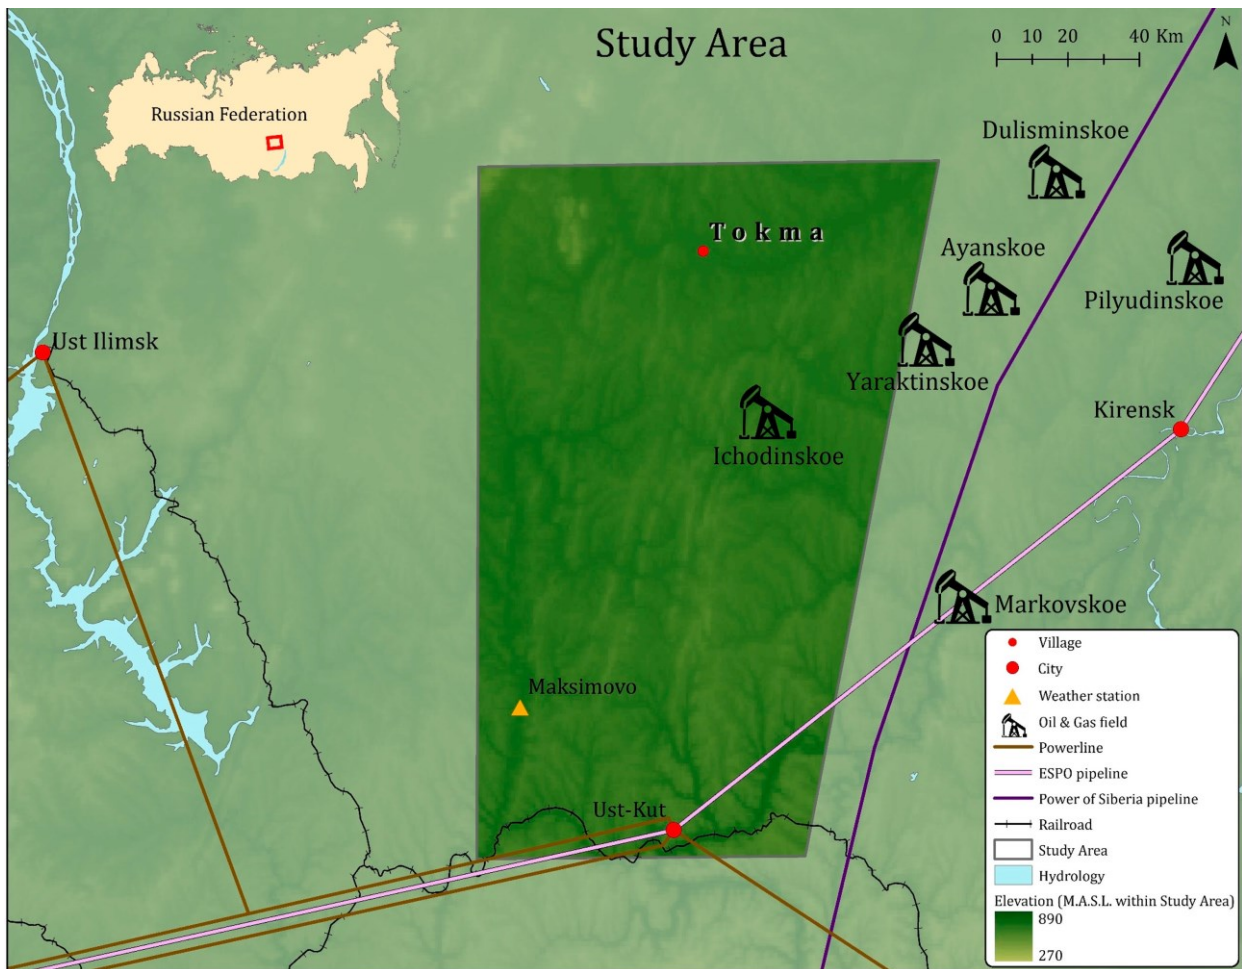 Study Area
0 10 20 40 Km
N
Russian Federation
Dulisminskoe
Tokma
Ayanskoe
Pilyudinskoe
Ust Ilimsk
Yaraktinskoe
Kirensk
Ichodinskoe
Markovskoe
Maksimovo
Ust-Kut
Village
City
Weather station
Oil & Gas field
Powerline
ESPO pipeline
Power of Siberia pipeline
Railroad
Study Area
Hydrology
Elevation (M.A.S.L. within Study Area)
890
270